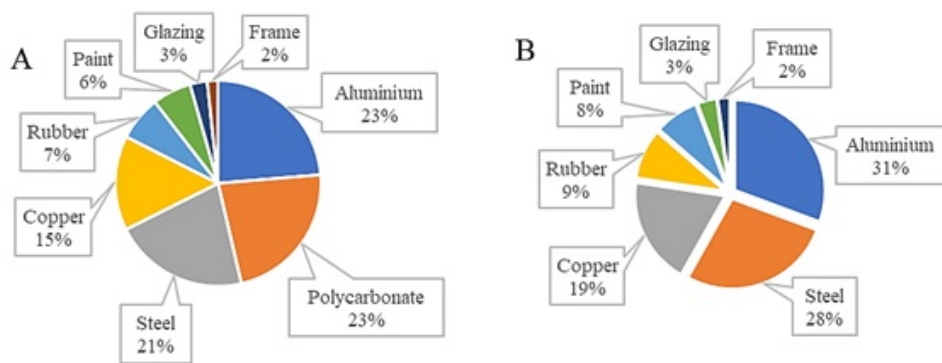 A
Glazing
3%
Frame
2%
Paint
6%
Aluminium
23%
Rubber
7%
Copper
15%
Steel
21%
Polycarbonate
23%
B
Glazing
3%
Frame
2%
Paint
8%
Aluminium
31%
Rubber
9%
Copper
19%
Steel
28%